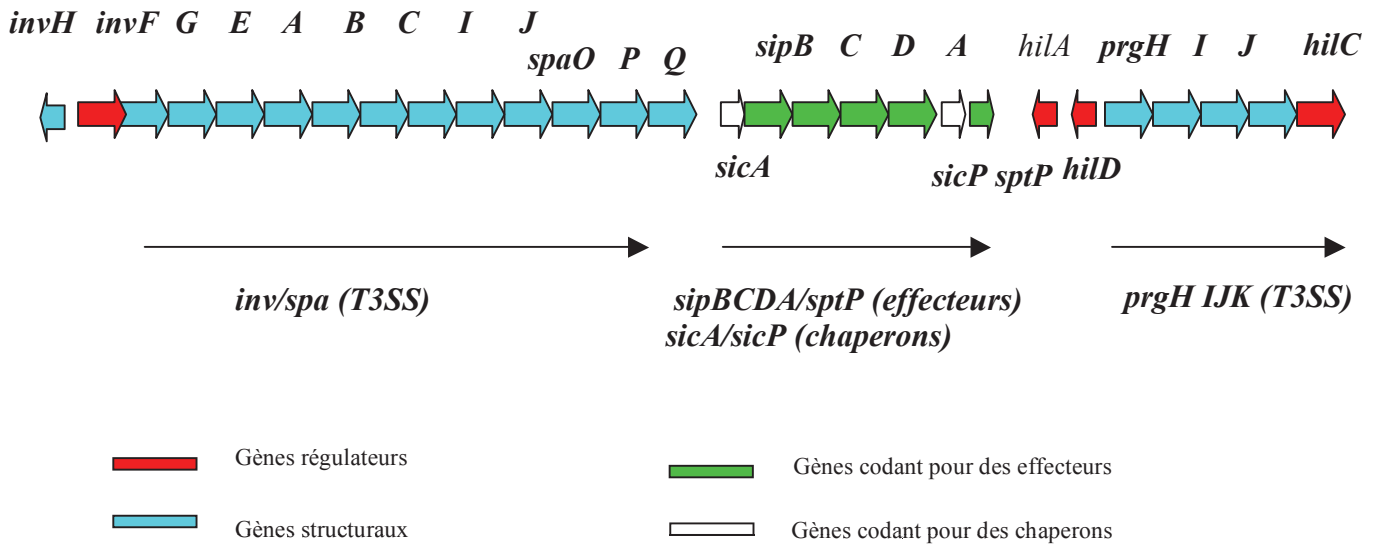 invH invF G E A B C I J sipB C D A hilA prgH I J hilC
spaO P Q
sicA sicP sptP hilD
inv/spa (T3SS) sipBCDA/sptP (effecteurs) prgH IJK (T3SS)
sicA/sicP (chaperons)
Gènes régulateurs Gènes codant pour des effecteurs
Gènes structuraux Gènes codant pour des chaperons